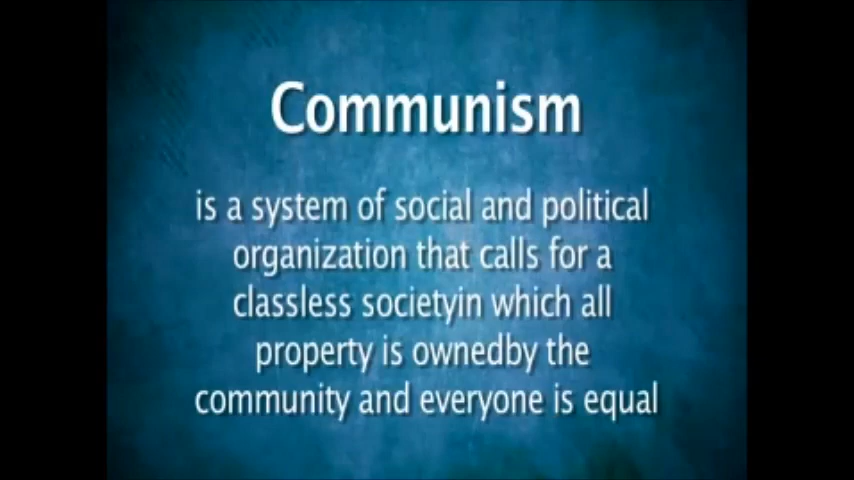 Communism
is a system of social and political
organization that calls for a
classless societyin which all
property is ownedby the
community and everyone is equal